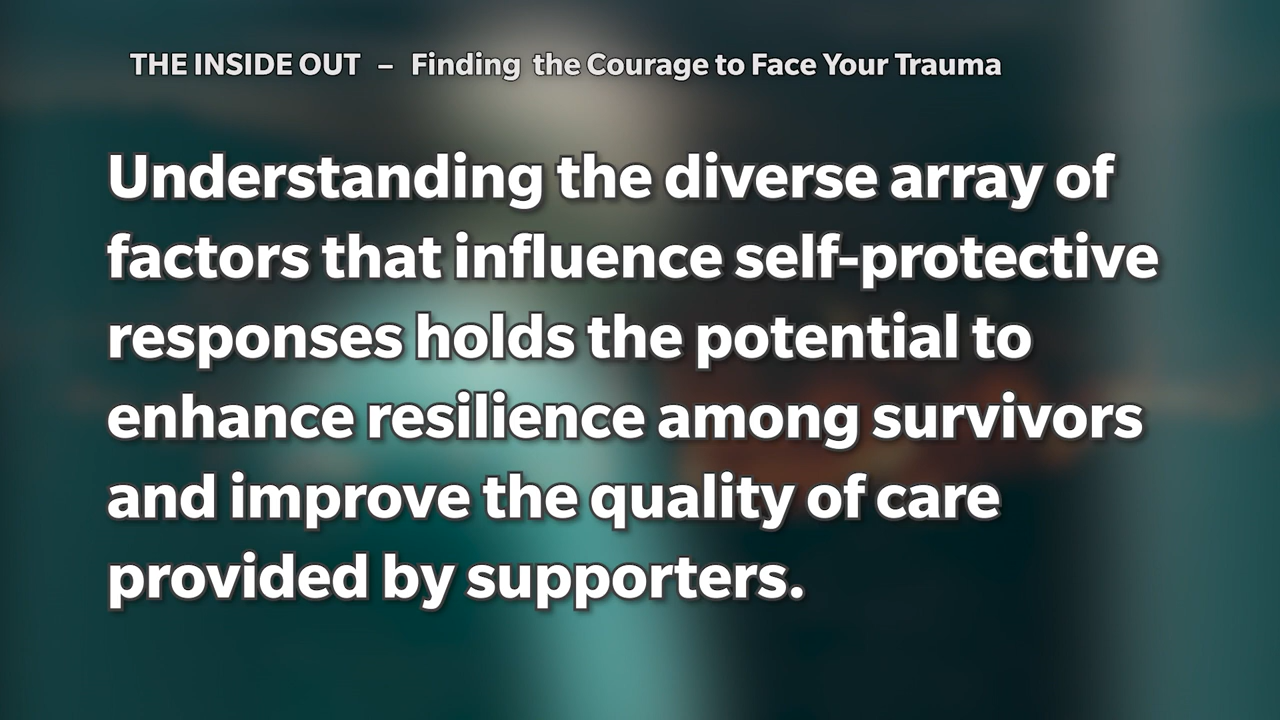 THE INSIDE OUT – Finding the Courage to Face Your Trauma
Understanding the diverse array of
factors that influence self-protective
responses holds the potential to
enhance resilience among survivors
and improve the quality of care
provided by supporters.